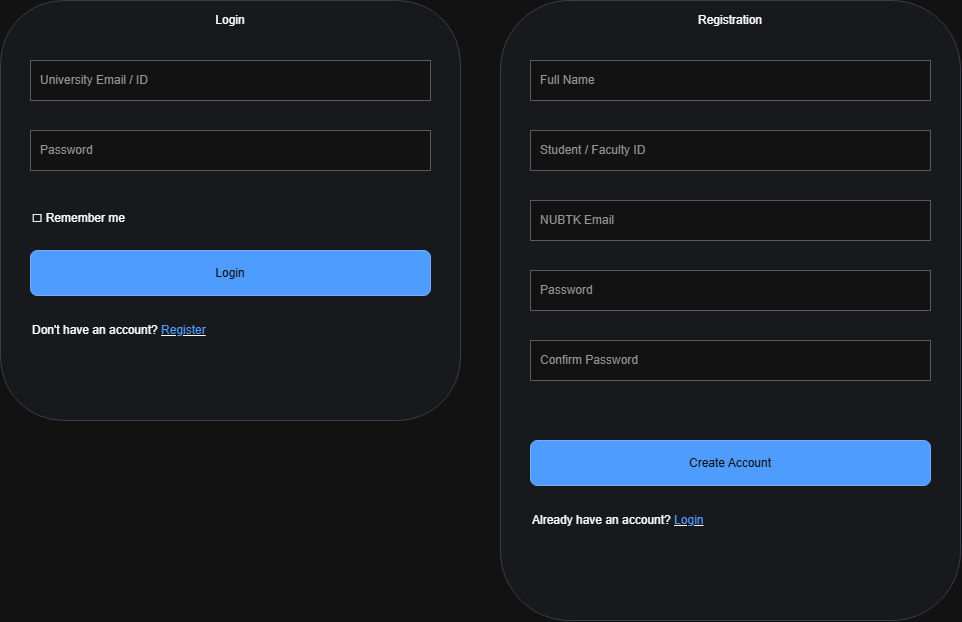 Login
University Email / ID
Password
☐ Remember me
Login
Don't have an account? Register
Registration
Full Name
Student / Faculty ID
NUBTK Email
Password
Confirm Password
Create Account
Already have an account? Login